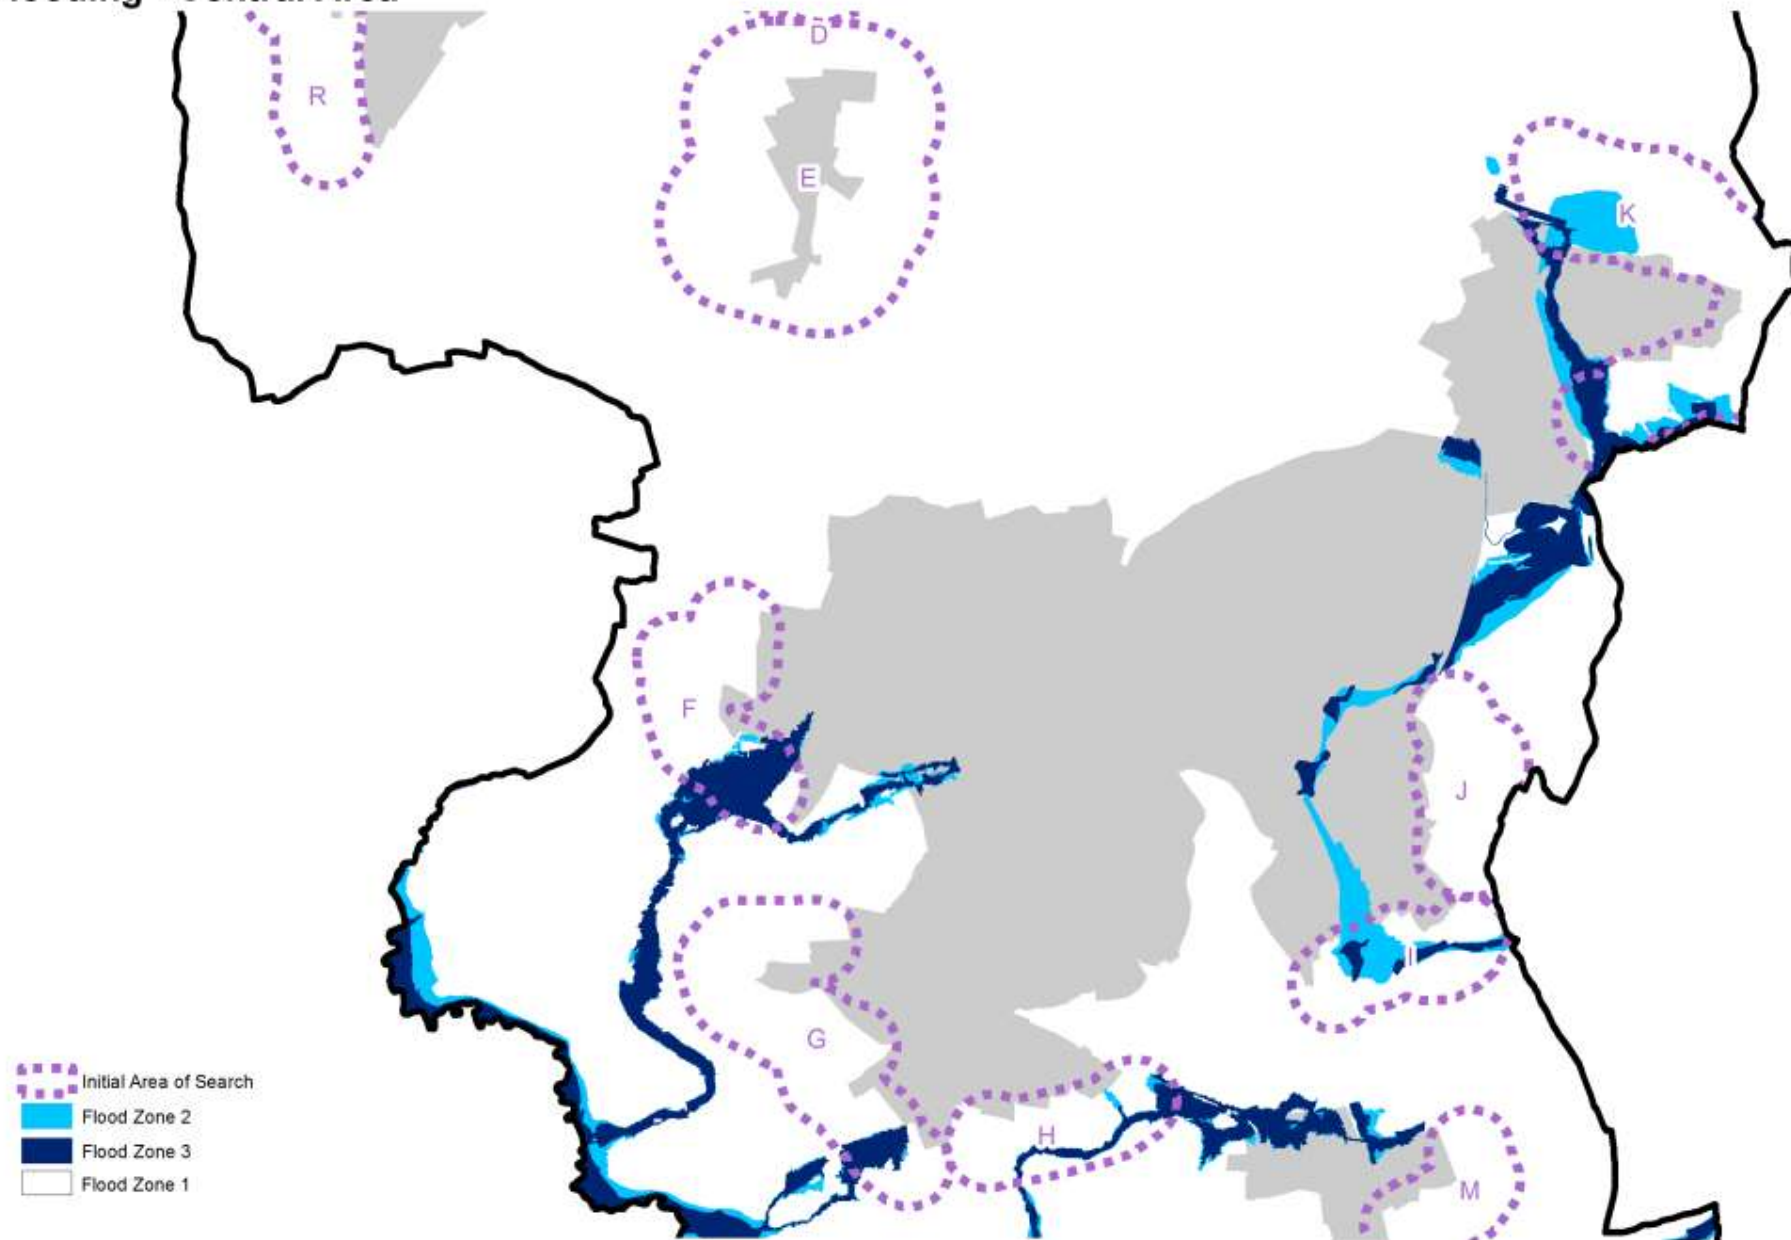 D
R
E
K
F
J
I
G
H
M
Initial Area of Search
Flood Zone 2
Flood Zone 3
Flood Zone 1